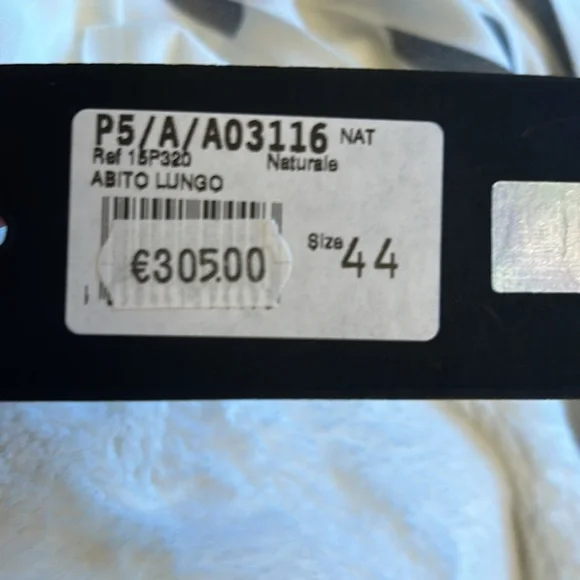 P5/A/A03116 NAT
Ref 15P320 Naturale
ABITO LUNGO
€305.00
Size 44